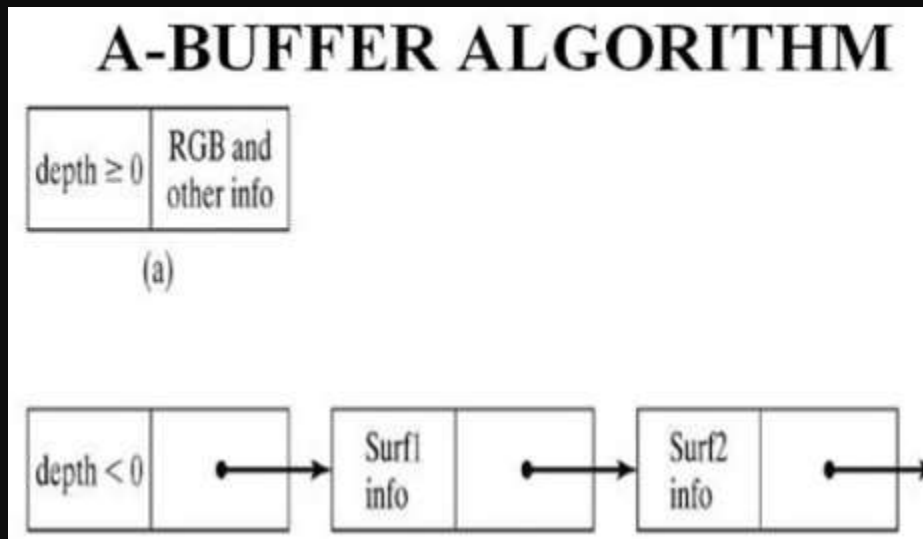 A-BUFFER ALGORITHM
depth ≥ 0
RGB and
other info
(a)
depth < 0
Surf1
info
Surf2
info